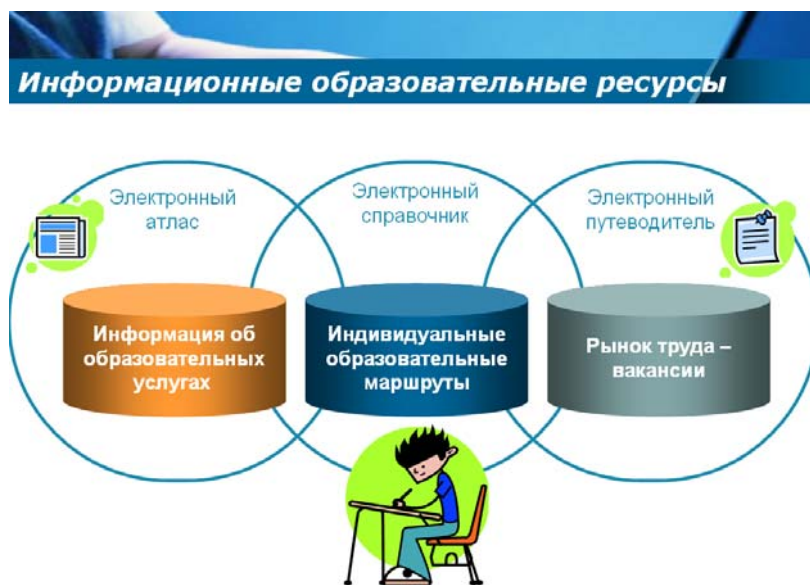 Информационные образовательные ресурсы
Электронный
атлас
Электронный
справочник
Электронный
путеводитель
Информация об
образовательных
услугах
Индивидуальные
образовательные
маршруты
Рынок труда –
вакансии